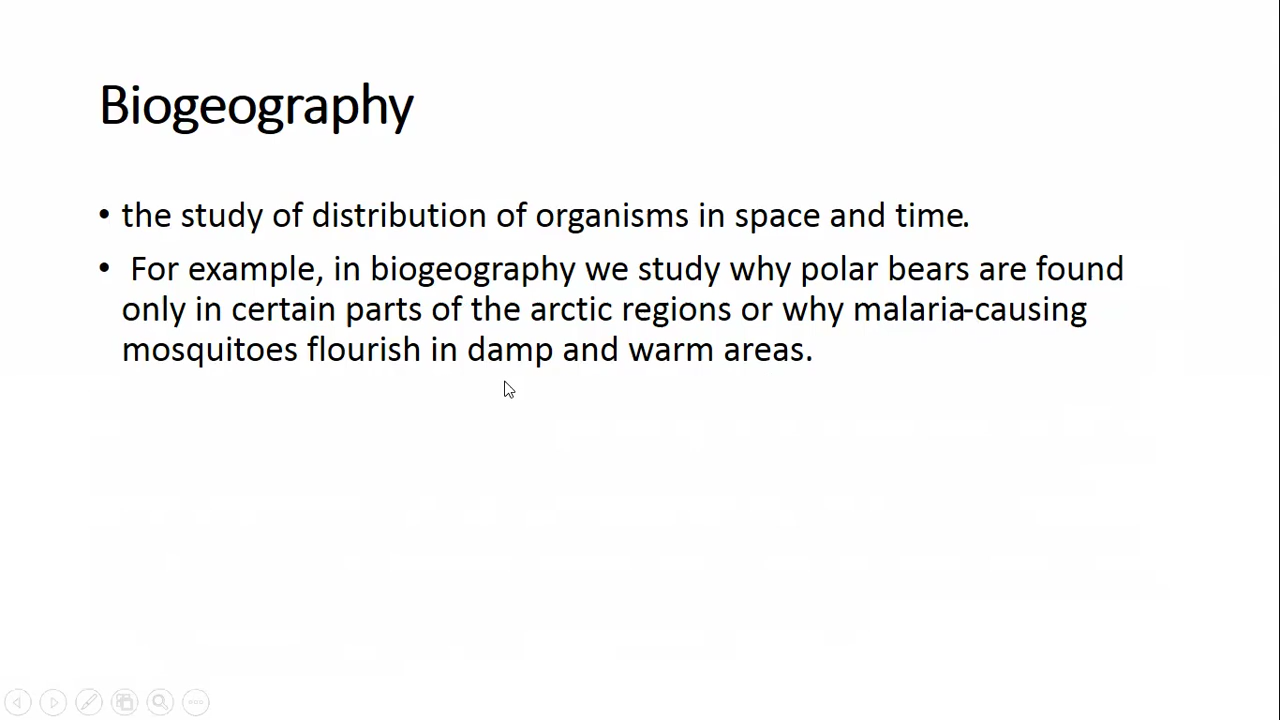 Biogeography
• the study of distribution of organisms in space and time.
• For example, in biogeography we study why polar bears are found
only in certain parts of the arctic regions or why malaria-causing
mosquitoes flourish in damp and warm areas.